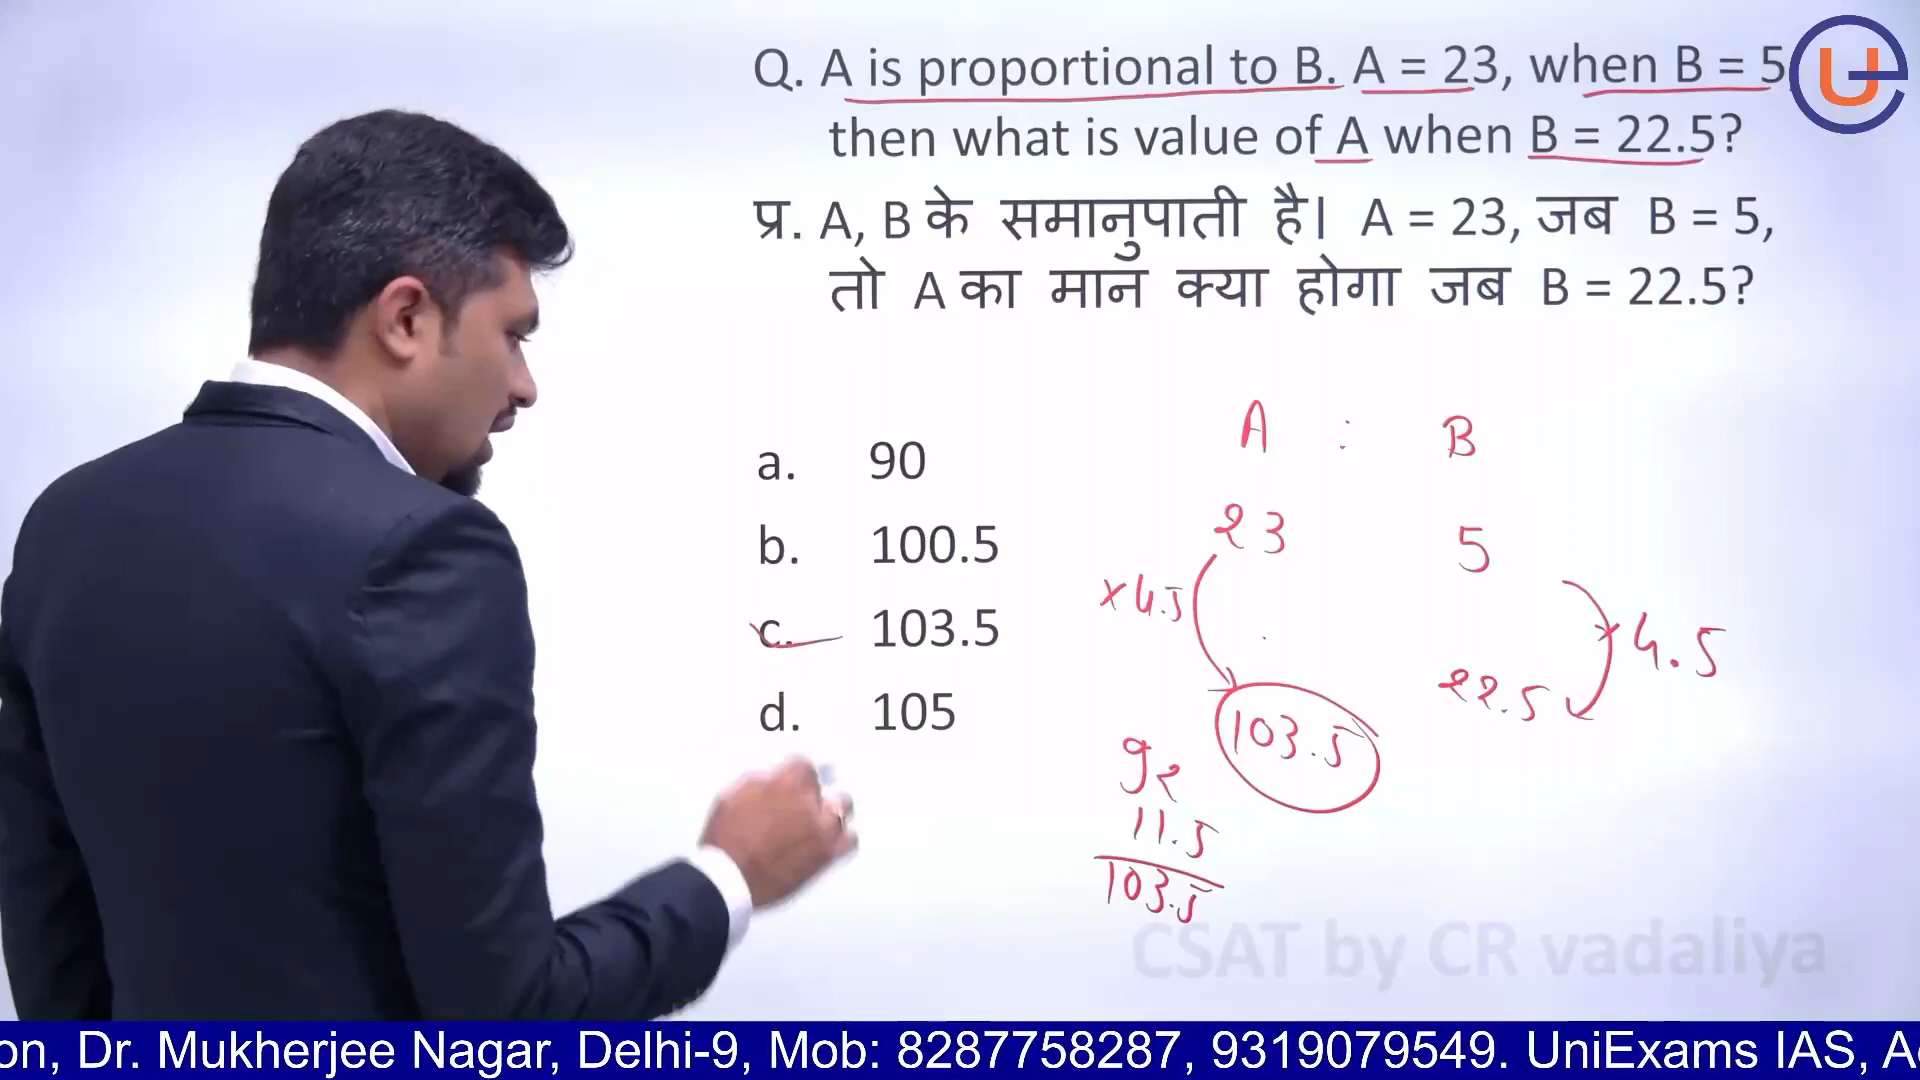 Q. A is proportional to B. A = 23, when B = 5
then what is value of A when B = 22.5?
प्र. A, B के समानुपाती है। A = 23, जब B = 5,
तो A का मान क्या होगा जब B = 22.5?
a. 90
b. 100.5
c. 103.5
d. 105
A : B
23 5
×4.5
×4.5
22.5
103.5
92
11.5
103.5
CSAT by CR vadaliya
on, Dr. Mukherjee Nagar, Delhi-9, Mob: 8287758287, 9319079549. UniExams IAS, A